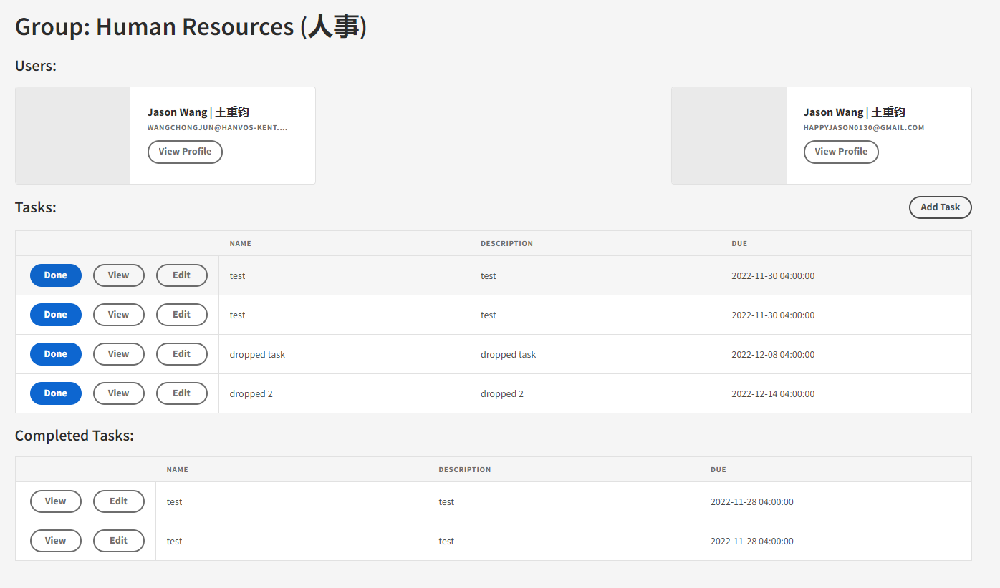 Group: Human Resources (人事)
Users:
Jason Wang | 王重钧
WANGCHONGJUN@HANVOS-KENT....
View Profile
Jason Wang | 王重钧
HAPPYJASON0130@GMAIL.COM
View Profile
Tasks:
Add Task
NAME DESCRIPTION DUE
Done View Edit test test 2022-11-30 04:00:00
Done View Edit test test 2022-11-30 04:00:00
Done View Edit dropped task dropped task 2022-12-08 04:00:00
Done View Edit dropped 2 dropped 2 2022-12-14 04:00:00
Completed Tasks:
NAME DESCRIPTION DUE
View Edit test test 2022-11-28 04:00:00
View Edit test test 2022-11-28 04:00:00